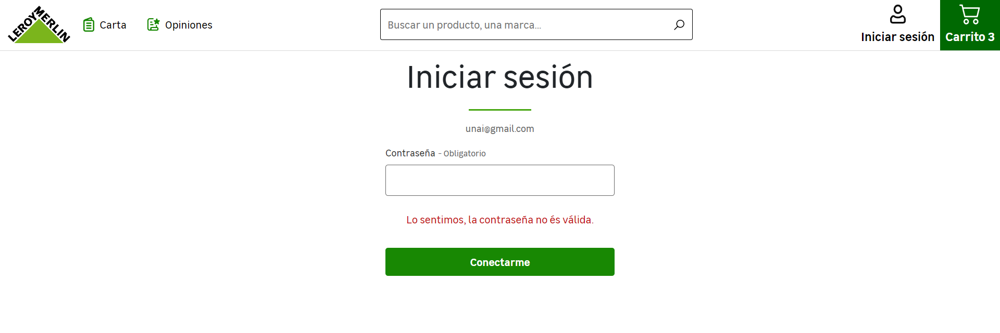 LEROY MERLIN
Carta
Opiniones
Buscar un producto, una marca...
Iniciar sesión
Carrito 3
Iniciar sesión
unai@gmail.com
Contraseña - Obligatorio
Lo sentimos, la contraseña no és válida.
Conectarme